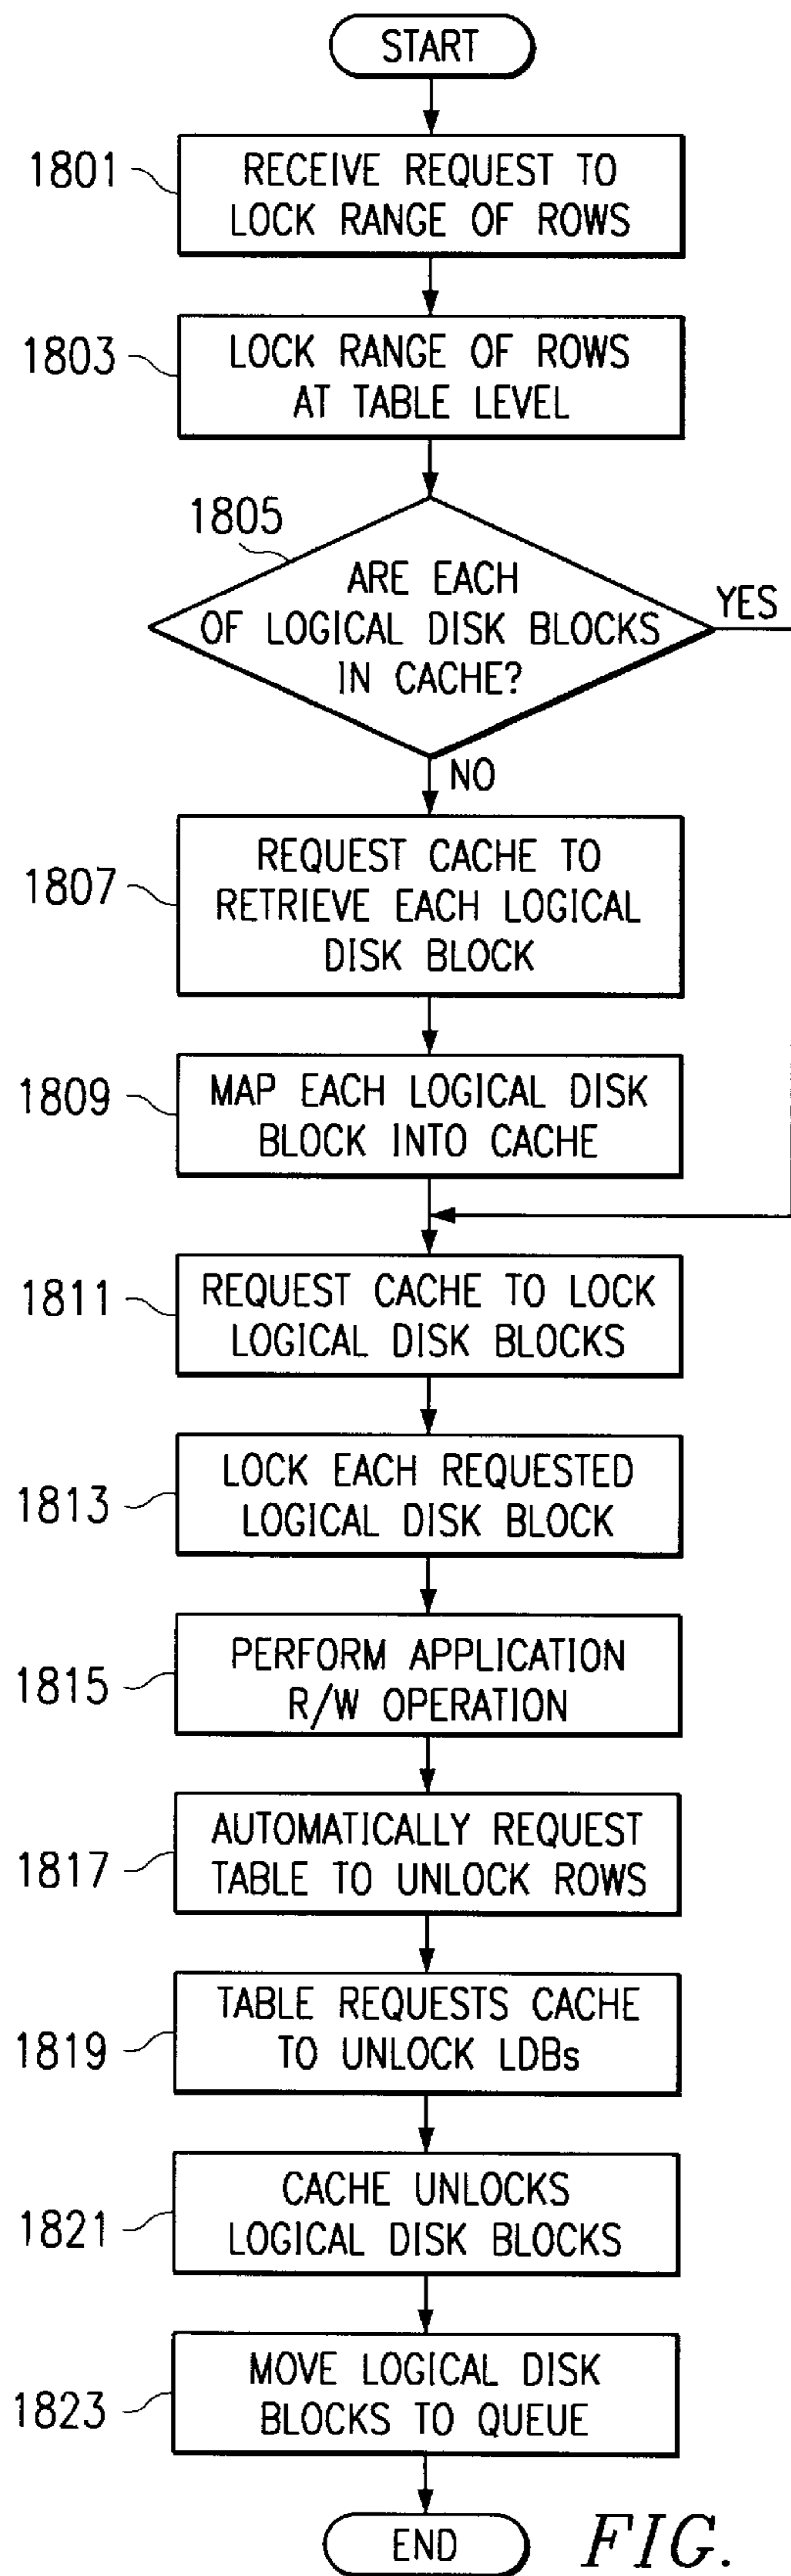 START
1801
RECEIVE REQUEST TO
LOCK RANGE OF ROWS
1803
LOCK RANGE OF ROWS
AT TABLE LEVEL
1805
ARE EACH
OF LOGICAL DISK BLOCKS
IN CACHE?
YES
NO
1807
REQUEST CACHE TO
RETRIEVE EACH LOGICAL
DISK BLOCK
1809
MAP EACH LOGICAL DISK
BLOCK INTO CACHE
1811
REQUEST CACHE TO LOCK
LOGICAL DISK BLOCKS
1813
LOCK EACH REQUESTED
LOGICAL DISK BLOCK
1815
PERFORM APPLICATION
R/W OPERATION
1817
AUTOMATICALLY REQUEST
TABLE TO UNLOCK ROWS
1819
TABLE REQUESTS CACHE
TO UNLOCK LDBs
1821
CACHE UNLOCKS
LOGICAL DISK BLOCKS
1823
MOVE LOGICAL DISK
BLOCKS TO QUEUE
END
FIG.